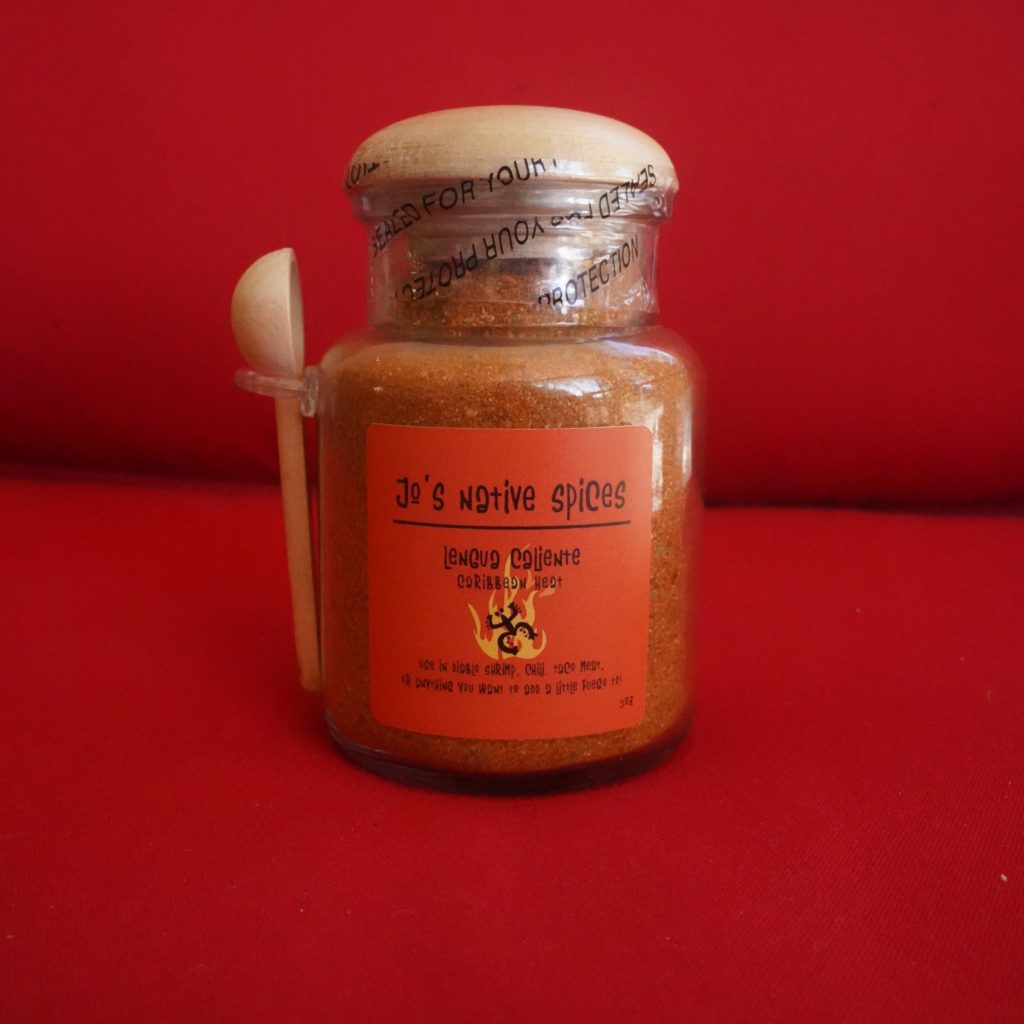 SEALED FOR YOUR
SEALED FOR YOUR PROTECT
PROTECTION
Jo's Native Spices
Lengua Caliente
Caribbean Heat
Use in Diablo Shrimp, Chili, Taco Meat,
or anything you want to add a little fuego to!
3oz